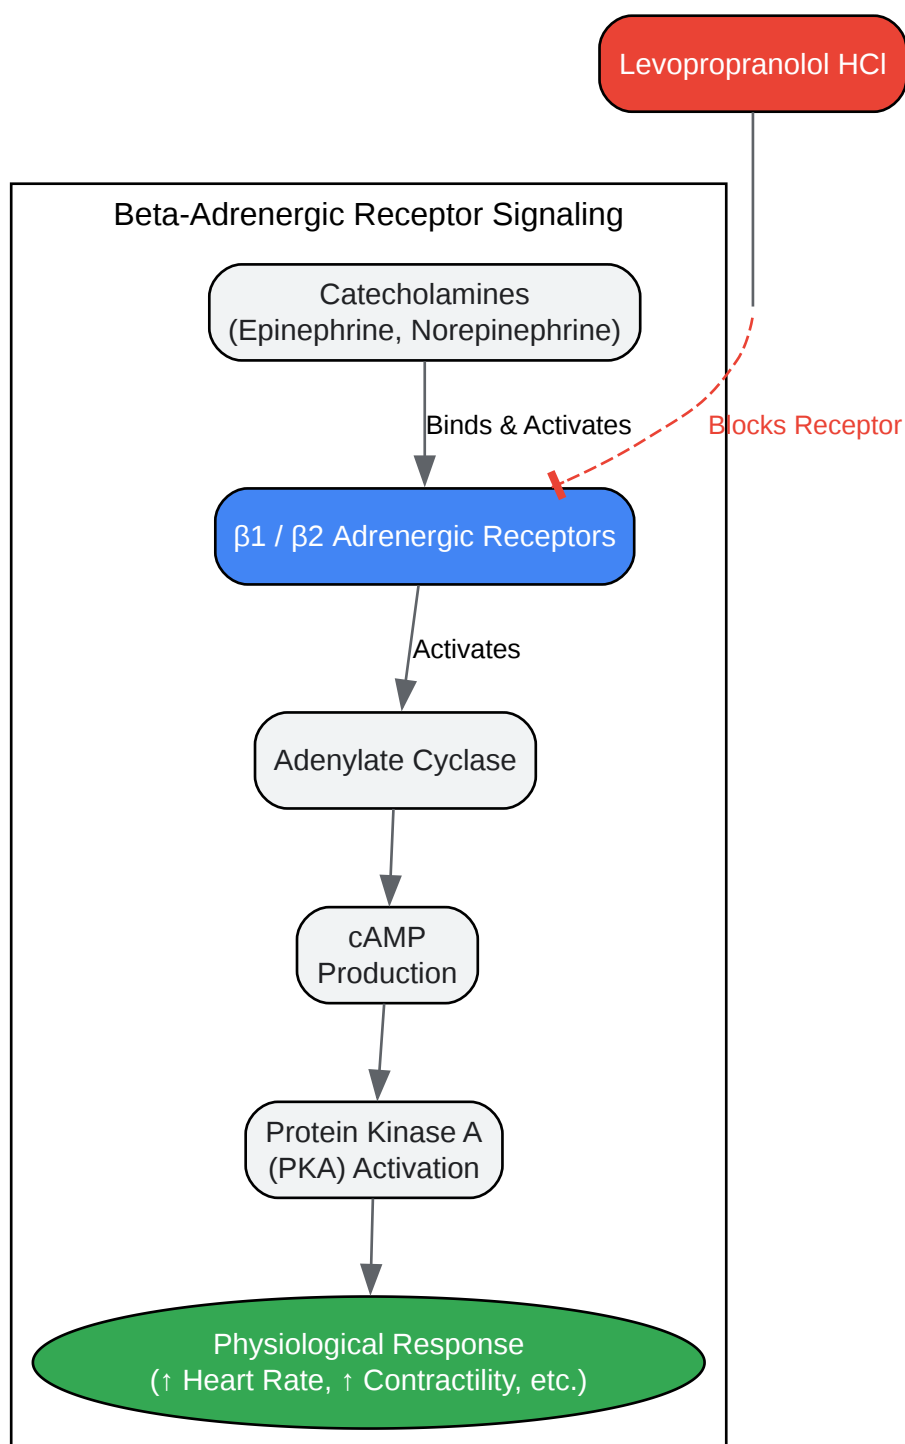 Levopropranolol HCl
Beta-Adrenergic Receptor Signaling
Catecholamines
(Epinephrine, Norepinephrine)
Binds & Activates
Blocks Receptor
β1 / β2 Adrenergic Receptors
Activates
Adenylate Cyclase
cAMP
Production
Protein Kinase A
(PKA) Activation
Physiological Response
(↑ Heart Rate, ↑ Contractility, etc.)